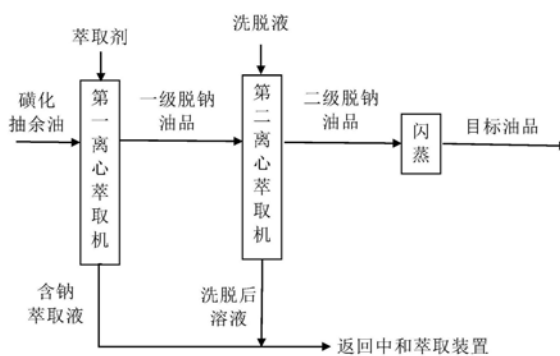 萃取剂
洗脱液
磺化
抽余油
第一离心萃取机
一级脱钠
油品
第二离心萃取机
二级脱钠
油品
闪蒸
目标油品
含钠
萃取液
洗脱后
溶液
返回中和萃取装置